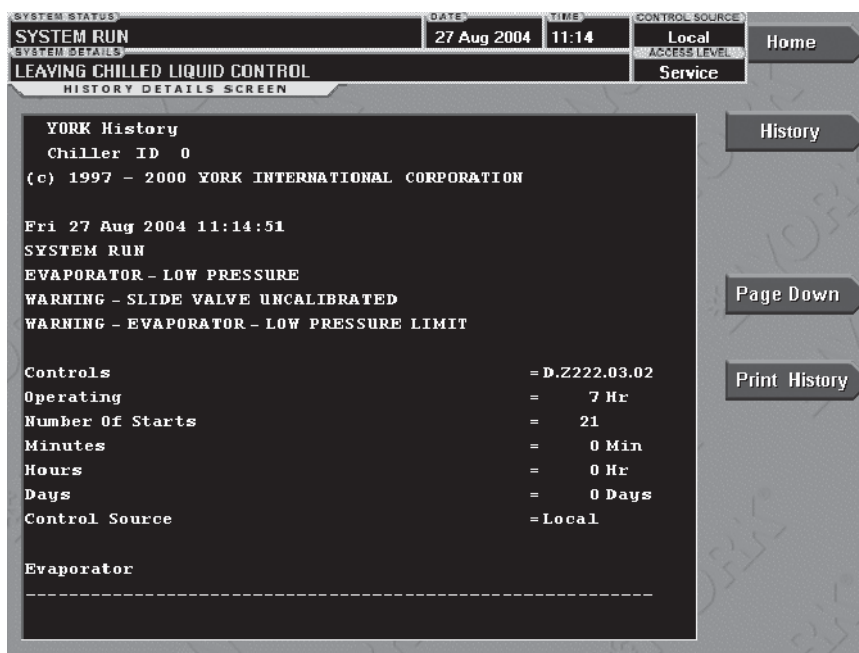 SYSTEM STATUS
SYSTEM RUN
DATE
27 Aug 2004
TIME
11:14
CONTROL SOURCE
Local
Home
SYSTEM DETAILS
LEAVING CHILLED LIQUID CONTROL
ACCESS LEVEL
Service
HISTORY DETAILS SCREEN
YORK History
Chiller ID 0
(c) 1997 – 2000 YORK INTERNATIONAL CORPORATION
Fri 27 Aug 2004 11:14:51
SYSTEM RUN
EVAPORATOR – LOW PRESSURE
WARNING – SLIDE VALVE UNCALIBRATED
WARNING – EVAPORATOR – LOW PRESSURE LIMIT
Controls =D.Z222.03.02
Operating = 7 Hr
Number Of Starts = 21
Minutes = 0 Min
Hours = 0 Hr
Days = 0 Days
Control Source =Local
Evaporator
History
Page Down
Print History